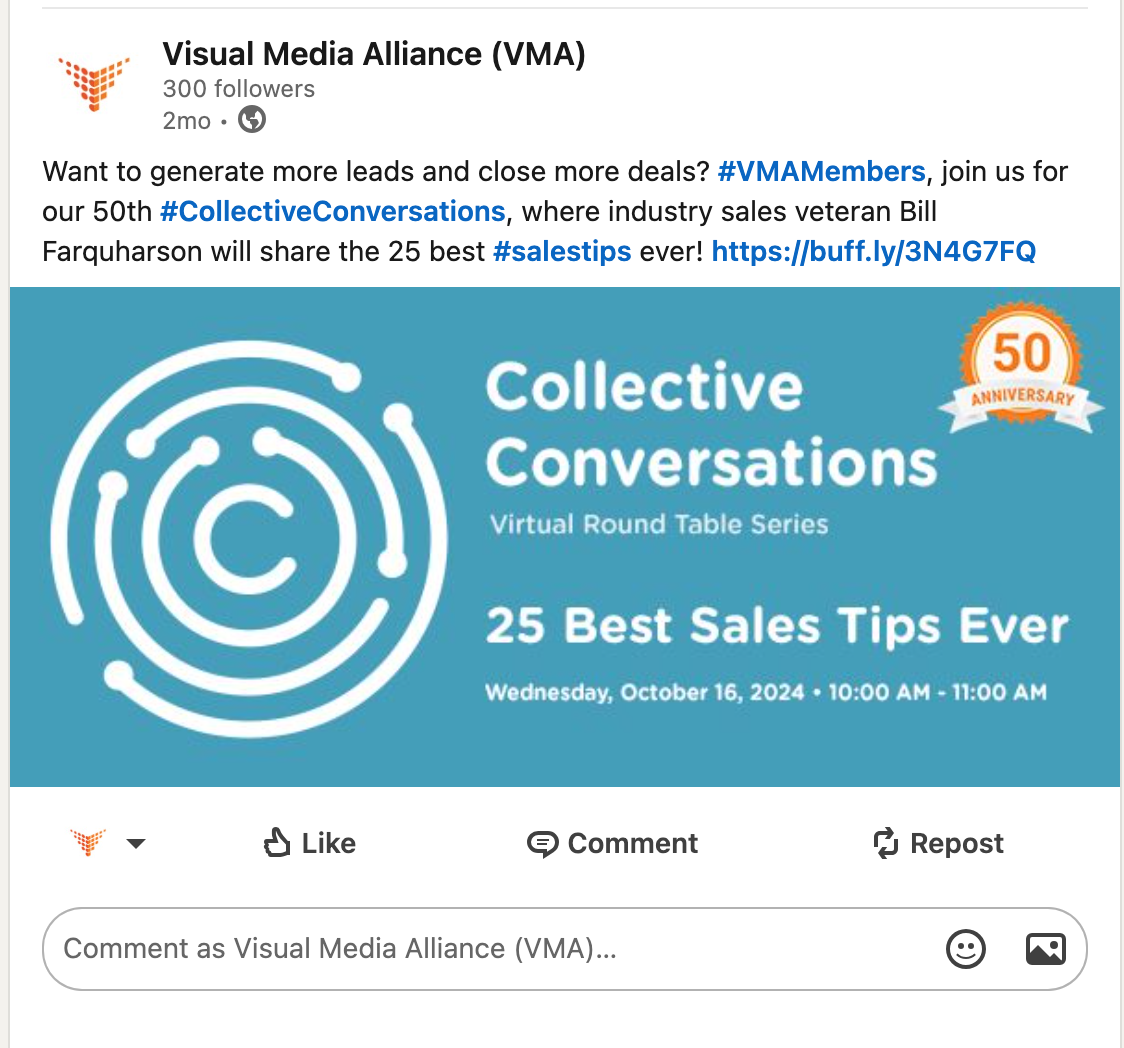 Visual Media Alliance (VMA)
300 followers
2mo •
Want to generate more leads and close more deals? #VMAMembers, join us for
our 50th #CollectiveConversations, where industry sales veteran Bill
Farquharson will share the 25 best #salestips ever! https://buff.ly/3N4G7FQ
50
ANNIVERSARY
Collective
Conversations
Virtual Round Table Series
25 Best Sales Tips Ever
Wednesday, October 16, 2024 • 10:00 AM - 11:00 AM
Like
Comment
Repost
Comment as Visual Media Alliance (VMA)...